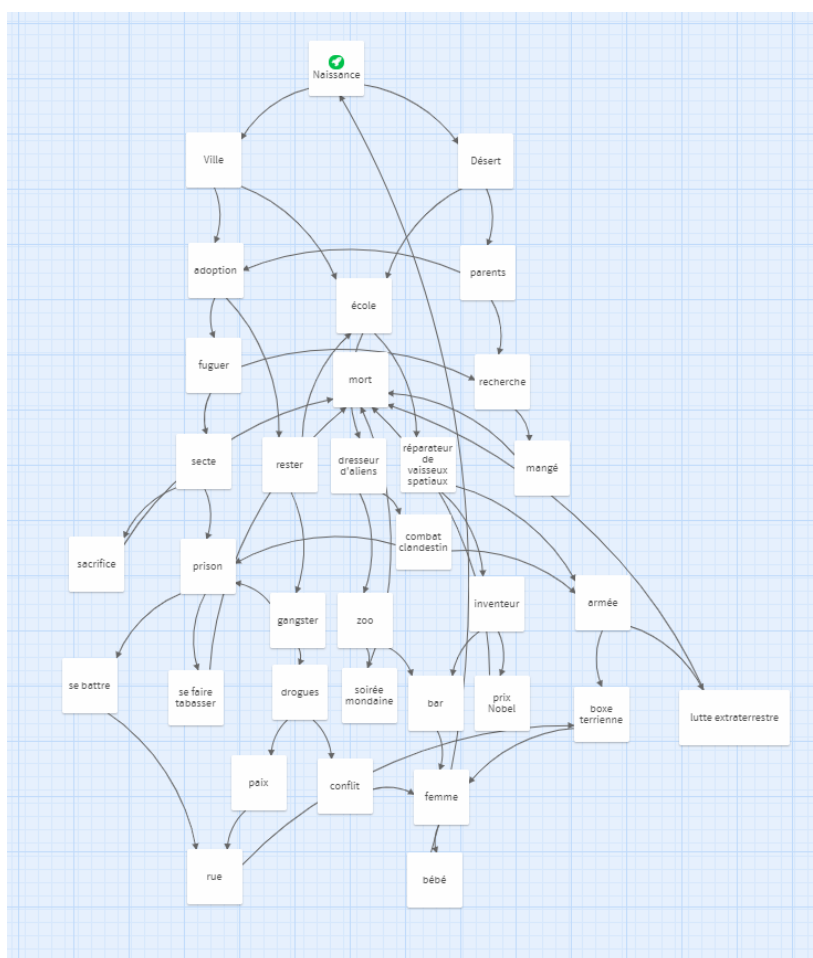 Naissance
Ville
Désert
adoption
parents
école
fuguer
mort
recherche
secte
rester
dresseur
d'aliens
réparateur
de
vaisseux
spatiaux
mangé
combat
clandestin
sacrifice
prison
inventeur
armée
gangster
zoo
se battre
se faire
tabasser
drogues
soirée
mondaine
bar
prix
Nobel
boxe
terrienne
lutte extraterrestre
paix
conflit
femme
rue
bébé